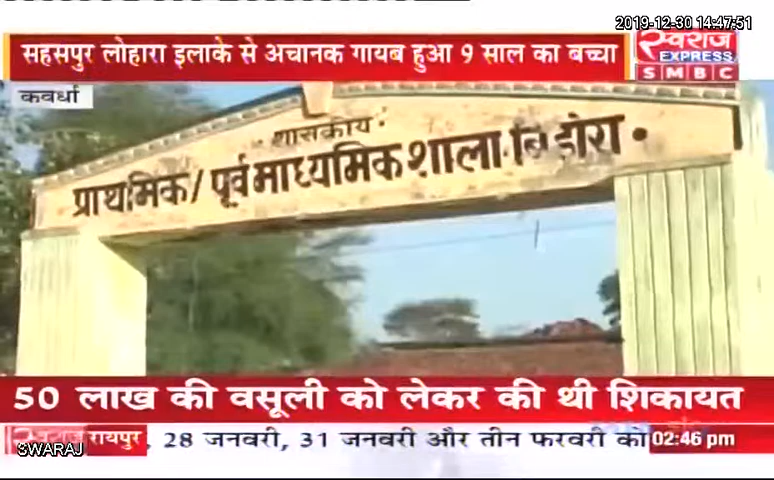 2019-12-30 14:47:51
सहसपुर लोहारा इलाके से अचानक गायब हुआ 9 साल का बच्चा
स्वराज
EXPRESS
SMBC
कवर्धा
शासकीय
प्राथमिक/पूर्व माध्यमिक शाला
50 लाख की वसूली को लेकर की थी शिकायत
रायपुर
28 जनवरी, 31 जनवरी और तीन फरवरी को
02:46 pm
SWARAJ